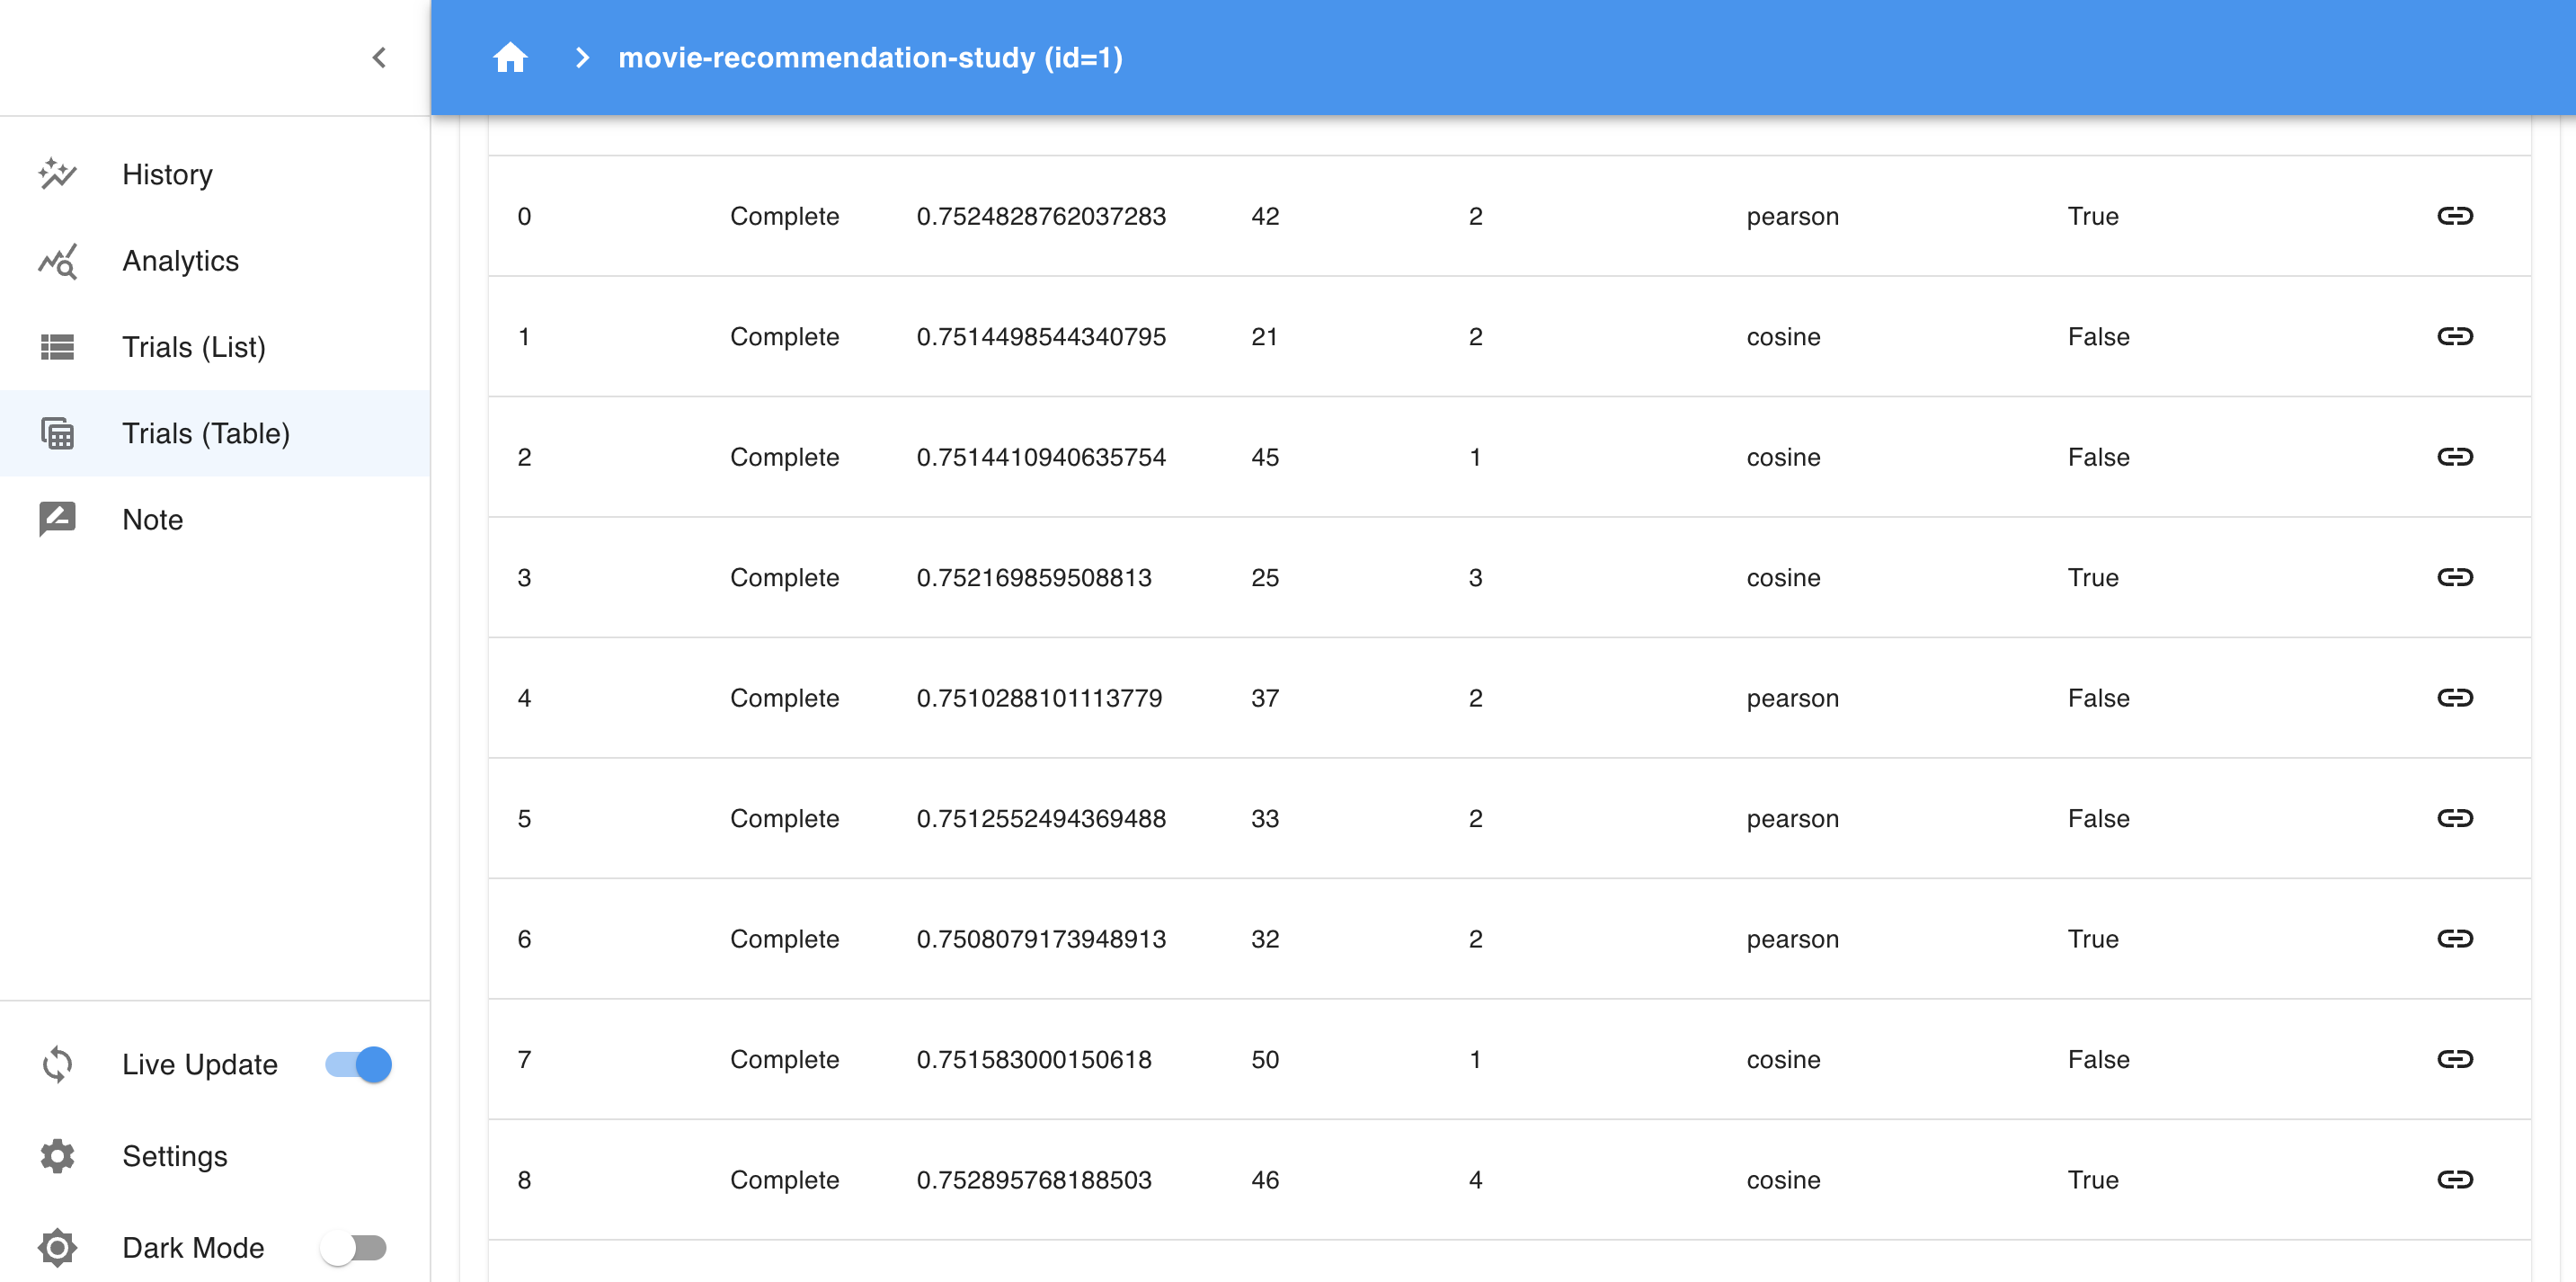 movie-recommendation-study (id=1)
History
Analytics
Trials (List)
Trials (Table)
Note
Live Update
Settings
Dark Mode
0 Complete 0.7524828762037283 42 2 pearson True
1 Complete 0.7514498544340795 21 2 cosine False
2 Complete 0.7514410940635754 45 1 cosine False
3 Complete 0.752169859508813 25 3 cosine True
4 Complete 0.7510288101113779 37 2 pearson False
5 Complete 0.7512552494369488 33 2 pearson False
6 Complete 0.7508079173948913 32 2 pearson True
7 Complete 0.751583000150618 50 1 cosine False
8 Complete 0.752895768188503 46 4 cosine True